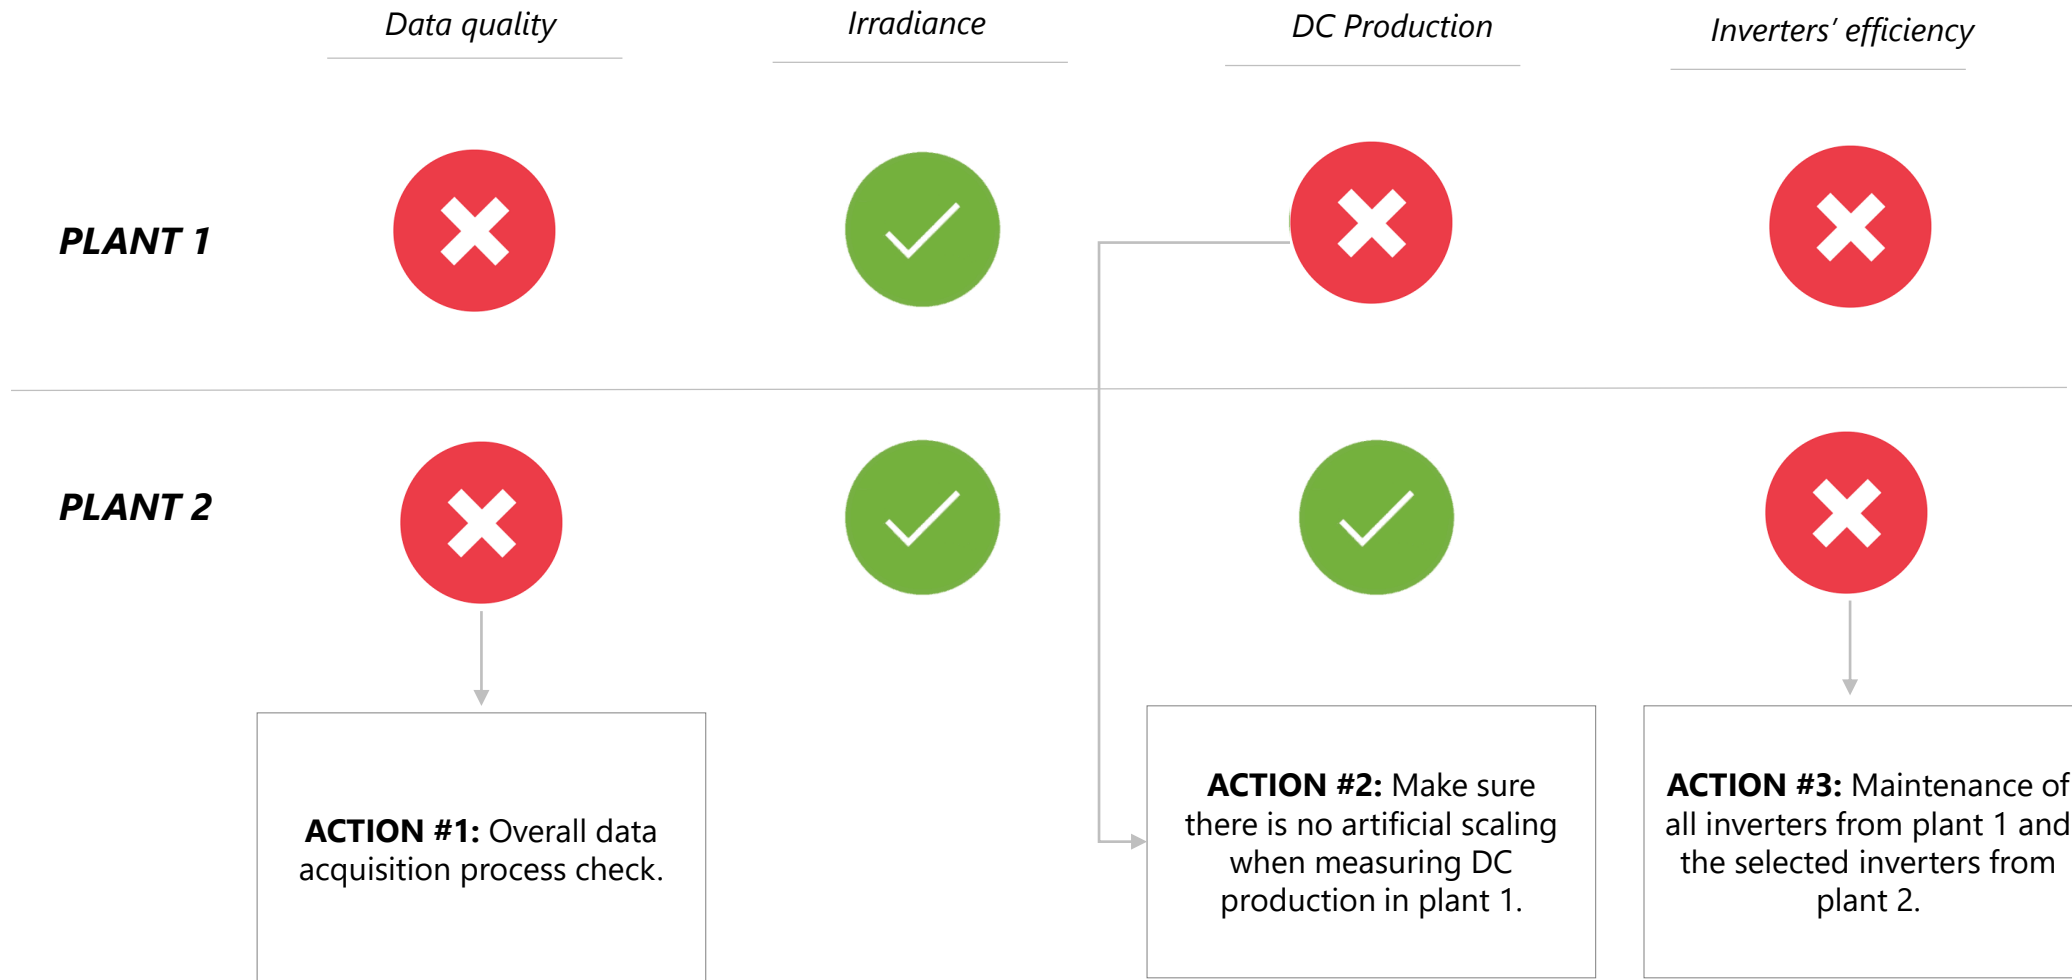 Data quality
Irradiance
DC Production
Inverters’ efficiency
PLANT 1
PLANT 2
ACTION #1: Overall data
acquisition process check.
ACTION #2: Make sure
there is no artificial scaling
when measuring DC
production in plant 1.
ACTION #3: Maintenance of
all inverters from plant 1 and
the selected inverters from
plant 2.